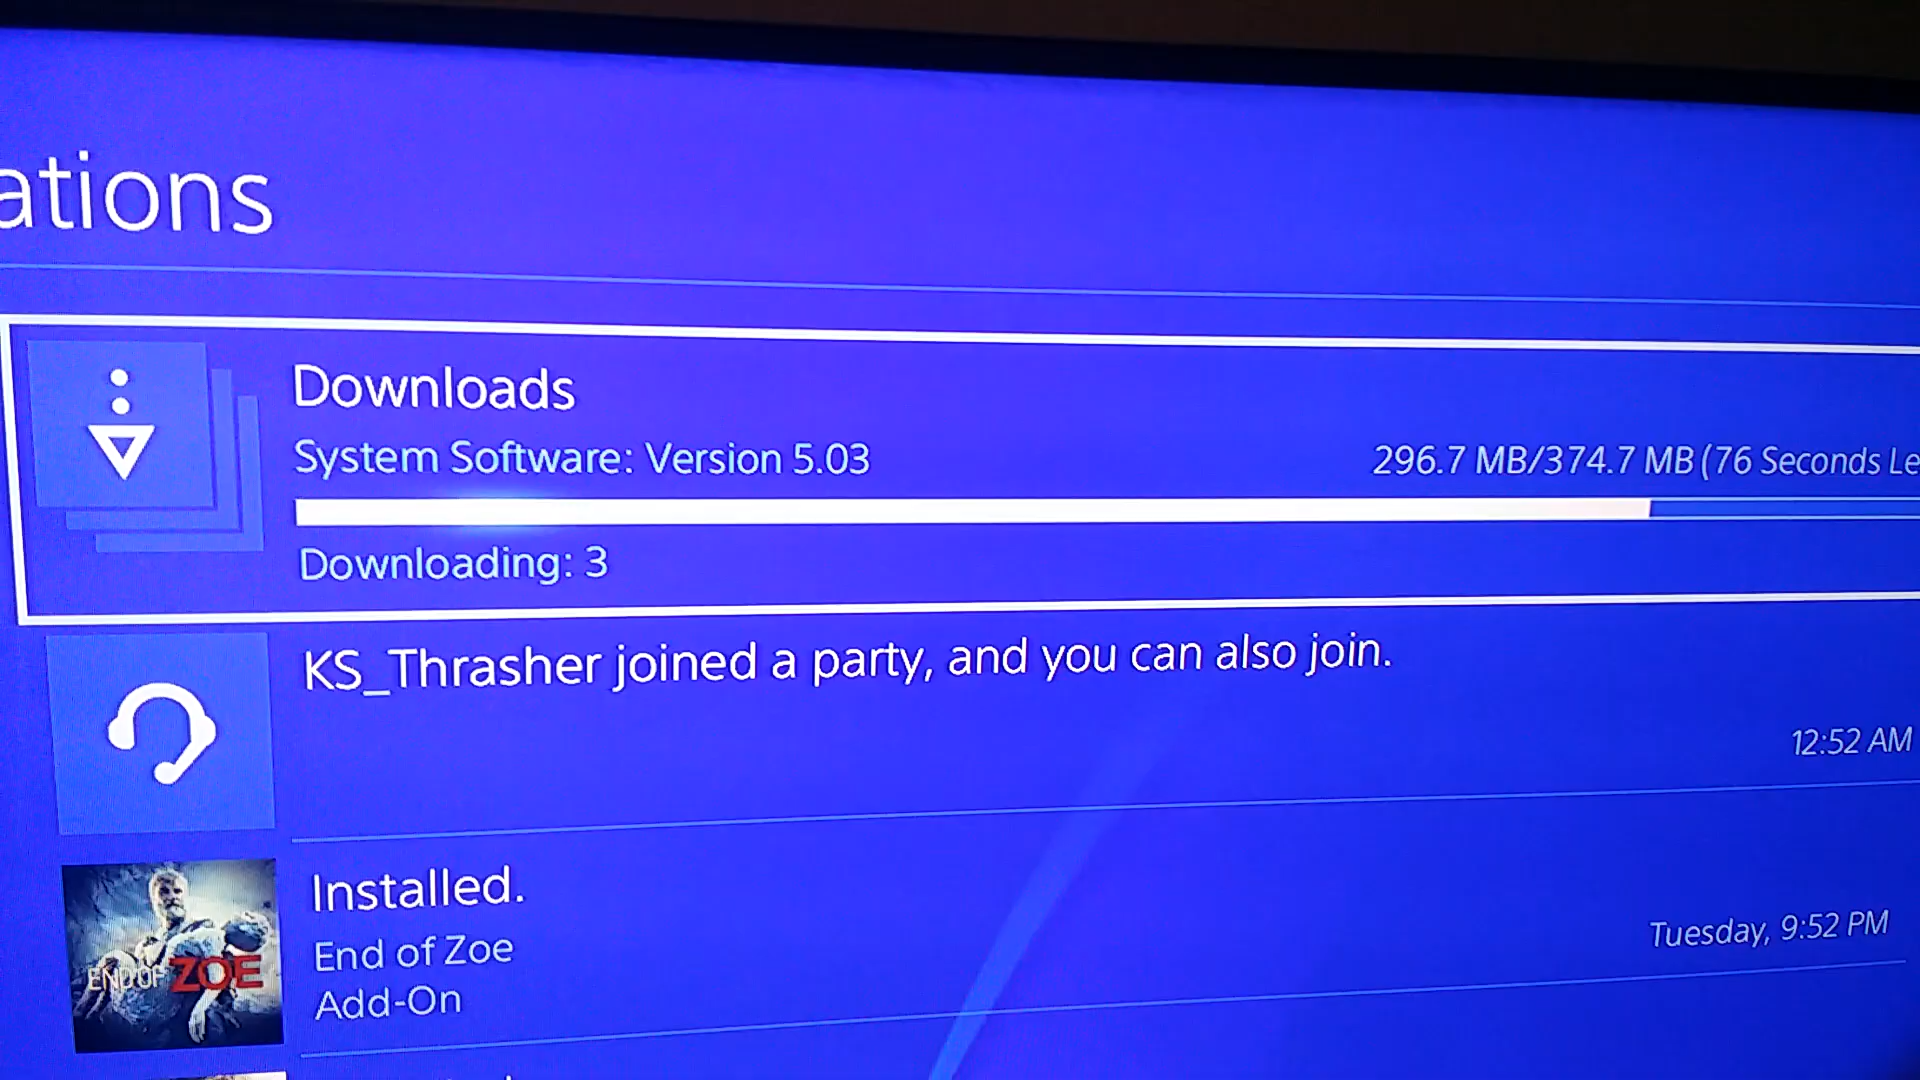 ations
Downloads
System Software: Version 5.03
296.7 MB/374.7 MB (76 Seconds Le
Downloading: 3
KS_Thrasher joined a party, and you can also join.
12:52 AM
Installed.
END OF ZOE
End of Zoe
Add-On
Tuesday, 9:52 PM